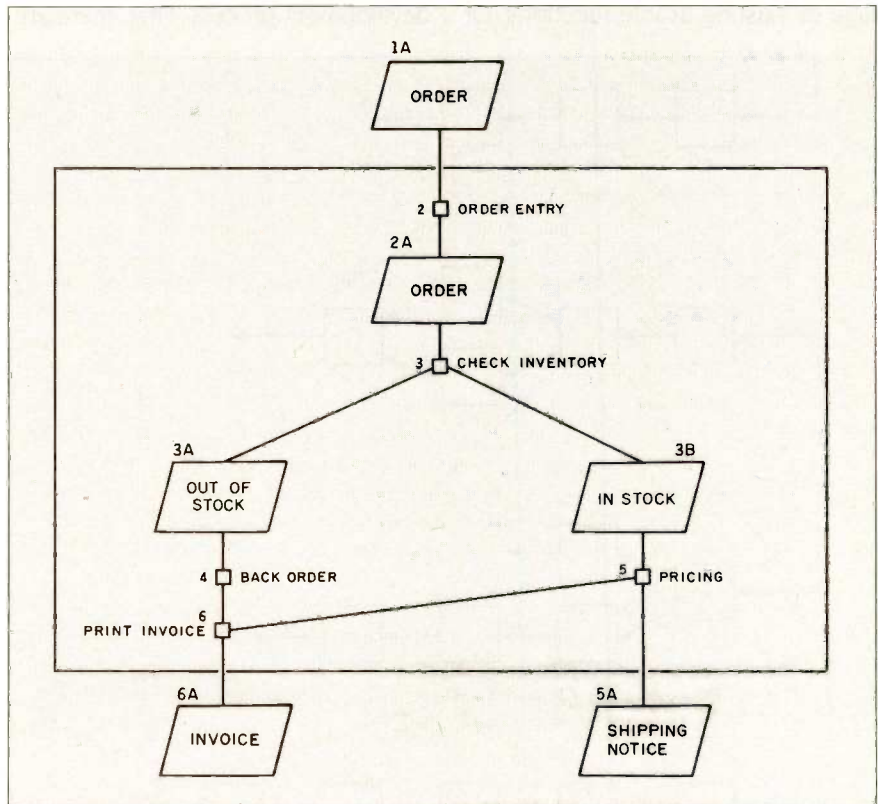 1A
ORDER
2 ORDER ENTRY
2A
ORDER
3 CHECK INVENTORY
3A
OUT OF
STOCK
3B
IN STOCK
4 BACK ORDER
5 PRICING
6
PRINT INVOICE
6A
INVOICE
5A
SHIPPING
NOTICE